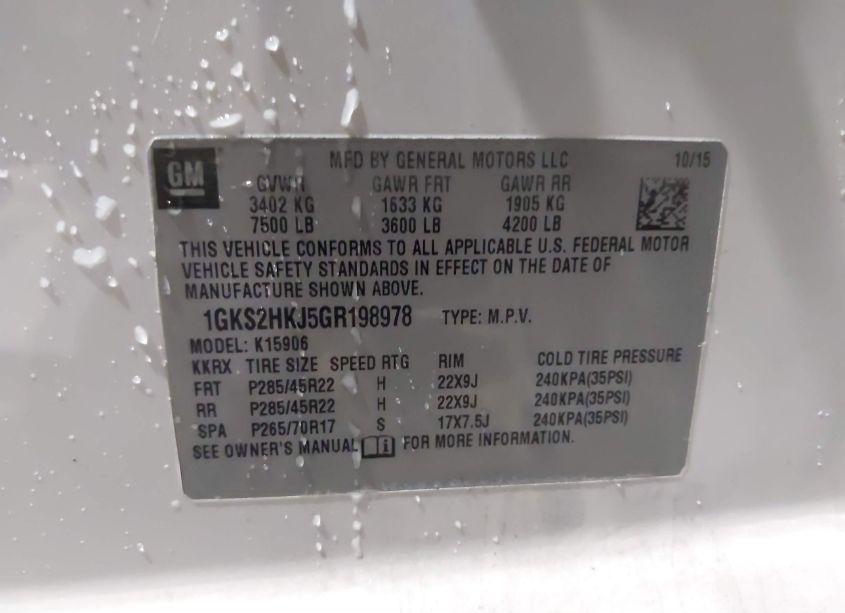 GM
MFD BY GENERAL MOTORS LLC 10/15
GVWR GAWR FRT GAWR RR
3402 KG 1633 KG 1905 KG
7500 LB 3600 LB 4200 LB
THIS VEHICLE CONFORMS TO ALL APPLICABLE U.S. FEDERAL MOTOR
VEHICLE SAFETY STANDARDS IN EFFECT ON THE DATE OF
MANUFACTURE SHOWN ABOVE.
1GKS2HKJ5GR198978 TYPE: M.P.V.
MODEL: K15906
KKRX TIRE SIZE SPEED RTG RIM COLD TIRE PRESSURE
FRT P285/45R22 H 22X9J 240KPA(35PSI)
RR P285/45R22 H 22X9J 240KPA(35PSI)
SPA P265/70R17 S 17X7.5J 240KPA(35PSI)
SEE OWNER'S MANUAL i FOR MORE INFORMATION.